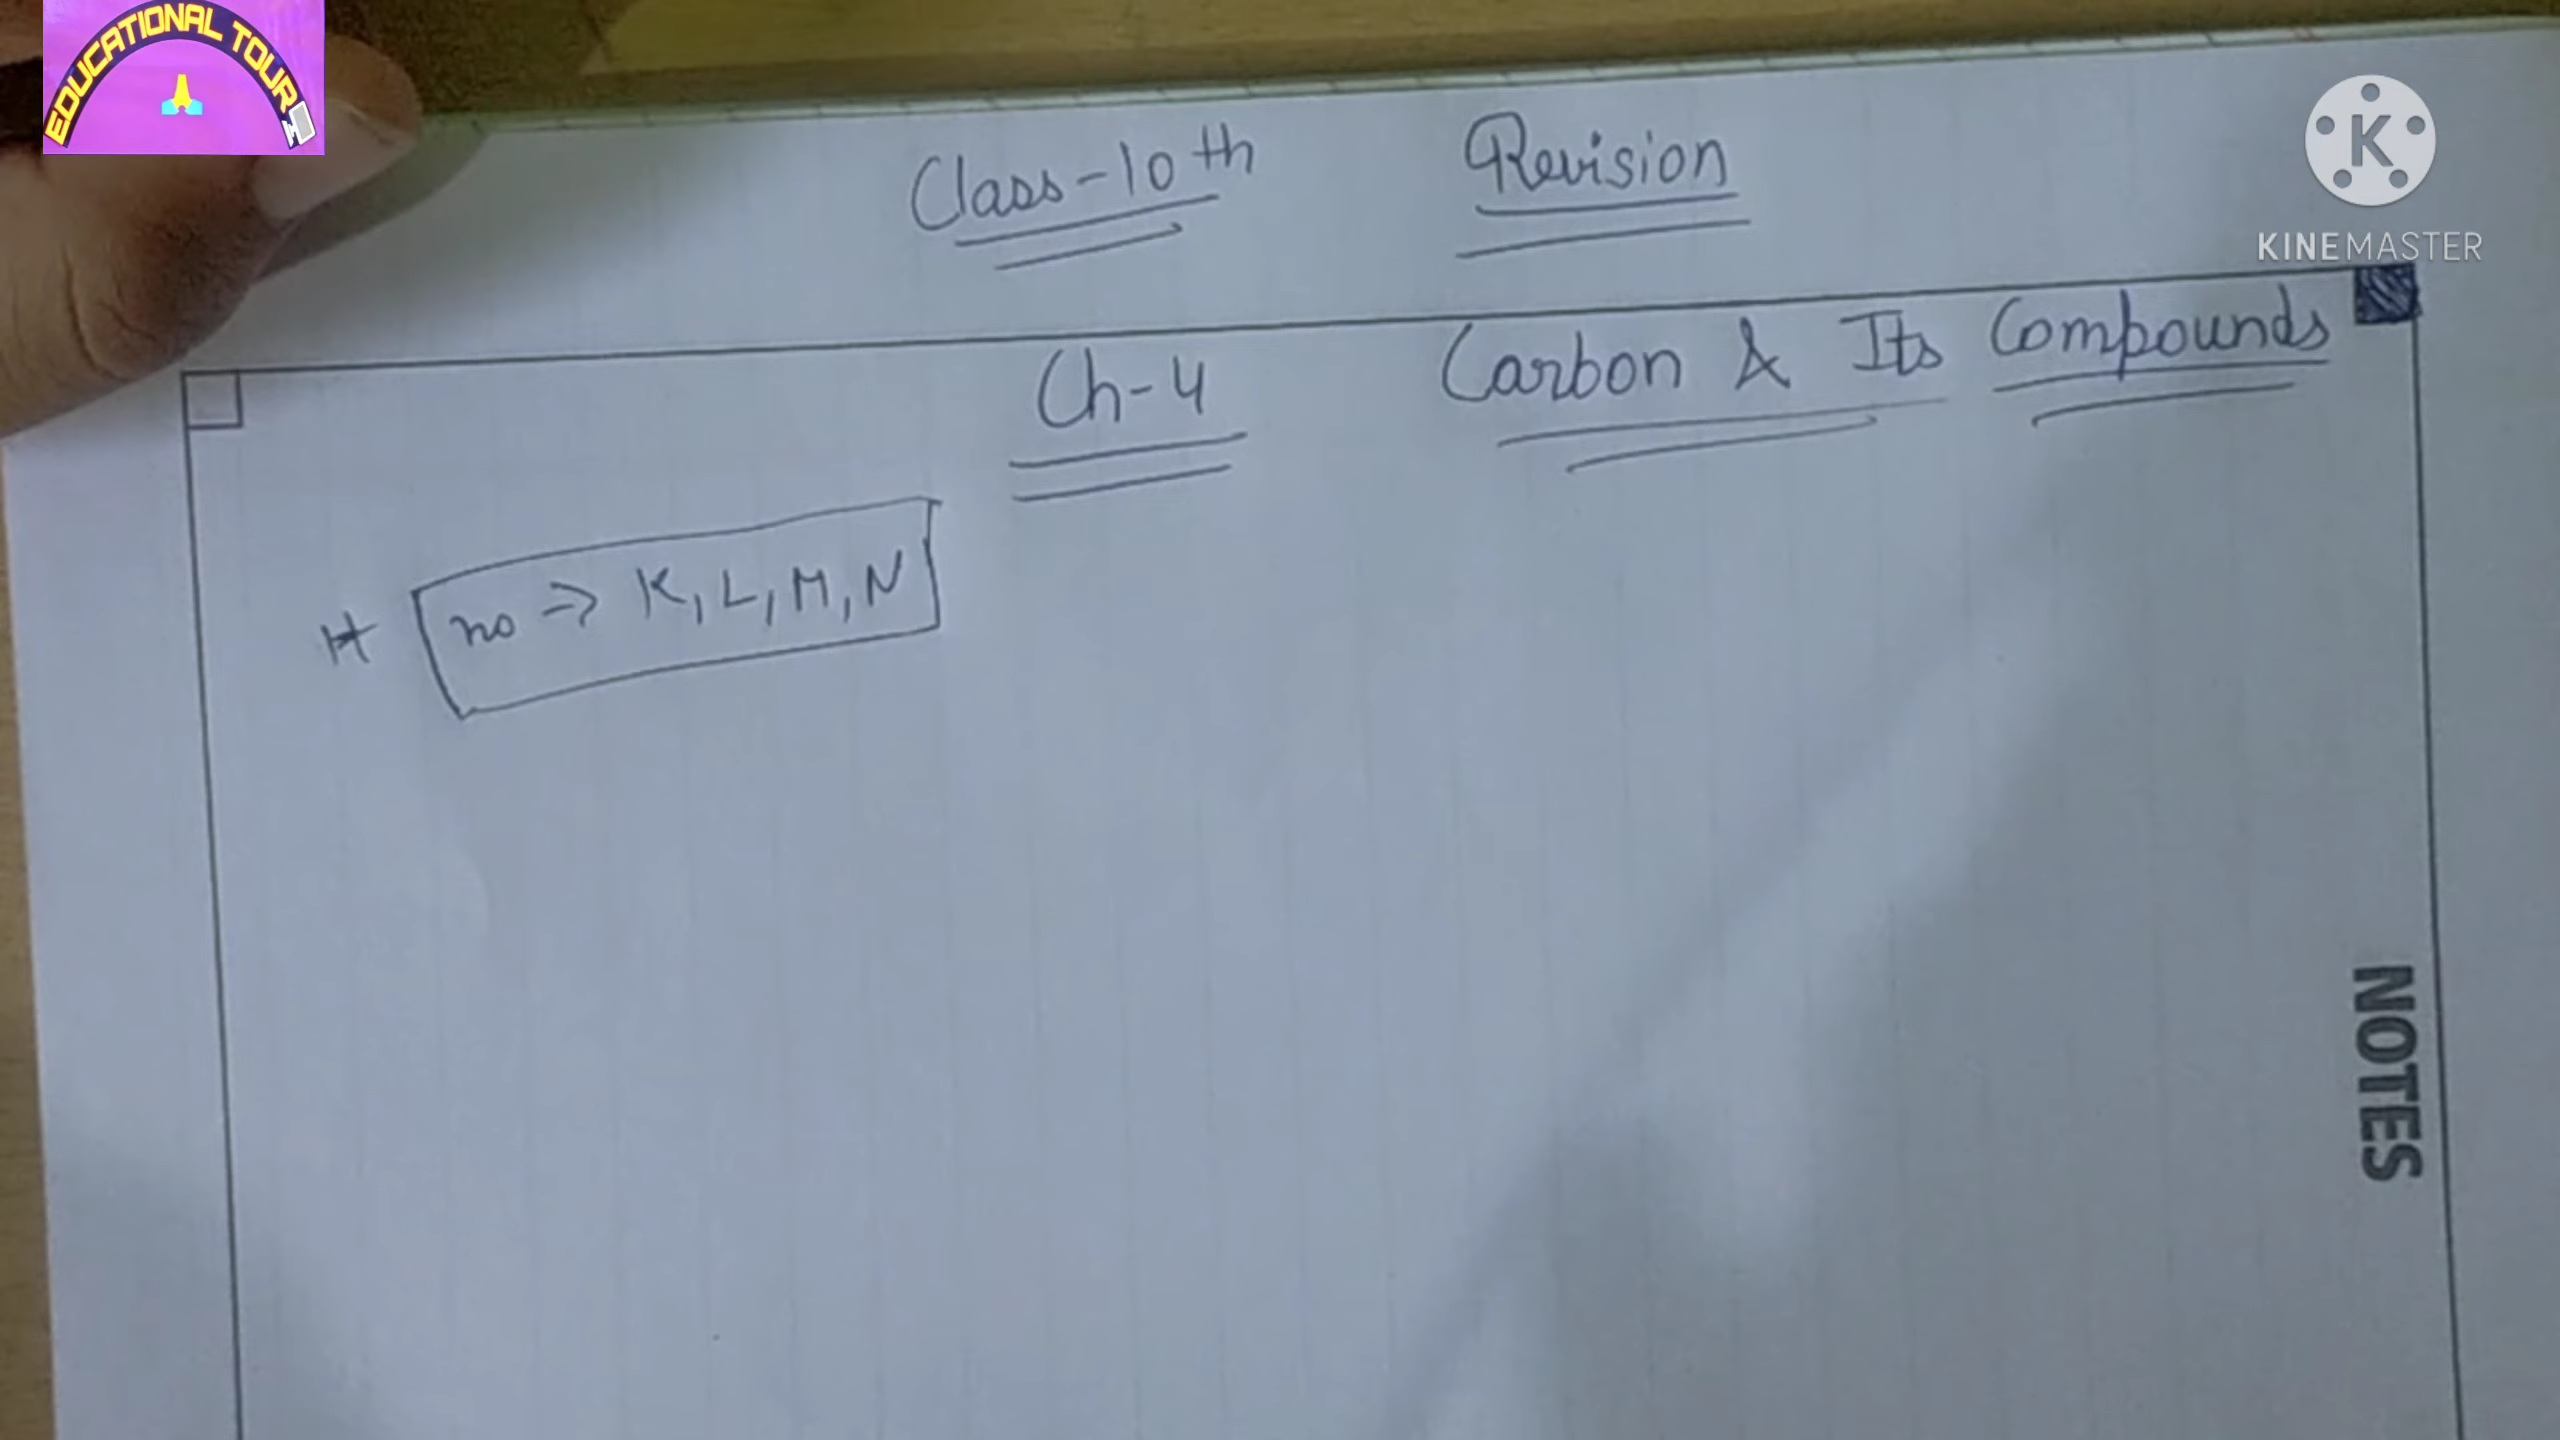 EDUCATIONAL TOUR
KINEMASTER
Class-10th Revision
Ch-4 Carbon & Its Compounds
no ⇒ K, L, M, N
NOTES